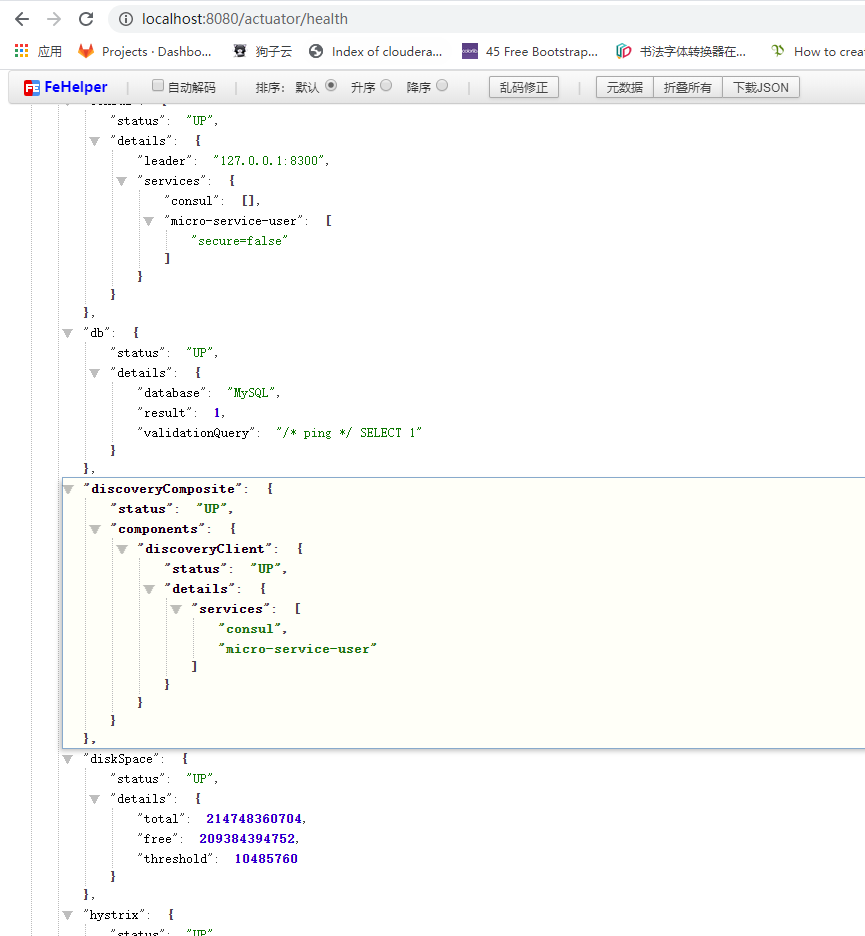 localhost:8080/actuator/health
应用 Projects · Dashbo... 狗子云 Index of cloudera... 45 Free Bootstrap... 书法字体转换器在... How to crea
FeHelper 自动解码 排序: 默认 升序 降序 乱码修正 元数据 折叠所有 下载JSON
"status": "UP",
"details": {
"leader": "127.0.0.1:8300",
"services": {
"consul": [],
"micro-service-user": [
"secure=false"
]
}
}
},
"db": {
"status": "UP",
"details": {
"database": "MySQL",
"result": 1,
"validationQuery": "/* ping */ SELECT 1"
}
},
"discoveryComposite": {
"status": "UP",
"components": {
"discoveryClient": {
"status": "UP",
"details": {
"services": [
"consul",
"micro-service-user"
]
}
}
}
},
"diskSpace": {
"status": "UP",
"details": {
"total": 214748360704,
"free": 209384394752,
"threshold": 10485760
}
},
"hystrix": {
"status": "UP"